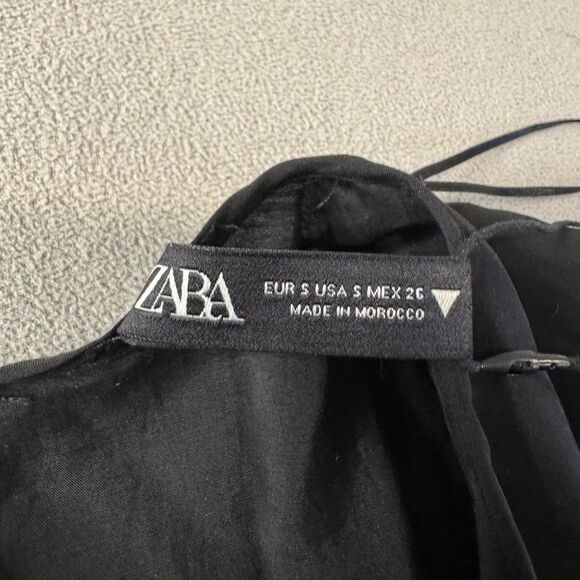 ZARA
EUR S USA S MEX 26
MADE IN MOROCCO